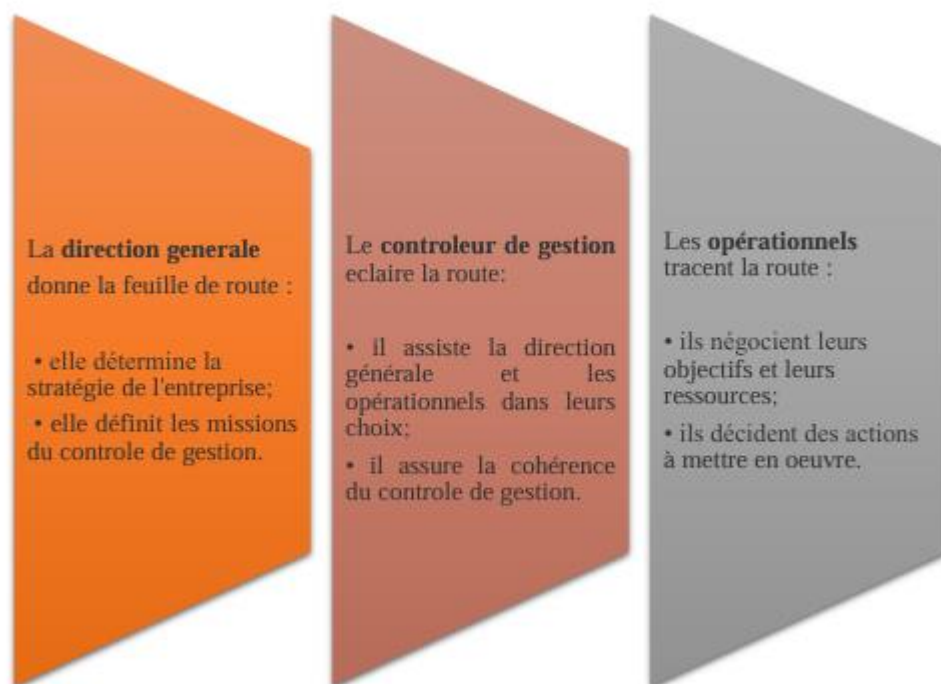 La direction generale
donne la feuille de route :
• elle détermine la
stratégie de l'entreprise;
• elle définit les missions
du controle de gestion.
Le controleur de gestion
eclaire la route:
• il assiste la direction
générale et les
opérationnels dans leurs
choix;
• il assure la cohérence
du controle de gestion.
Les opérationnels
tracent la route :
• ils négocient leurs
objectifs et leurs
ressources;
• ils décident des actions
à mettre en oeuvre.